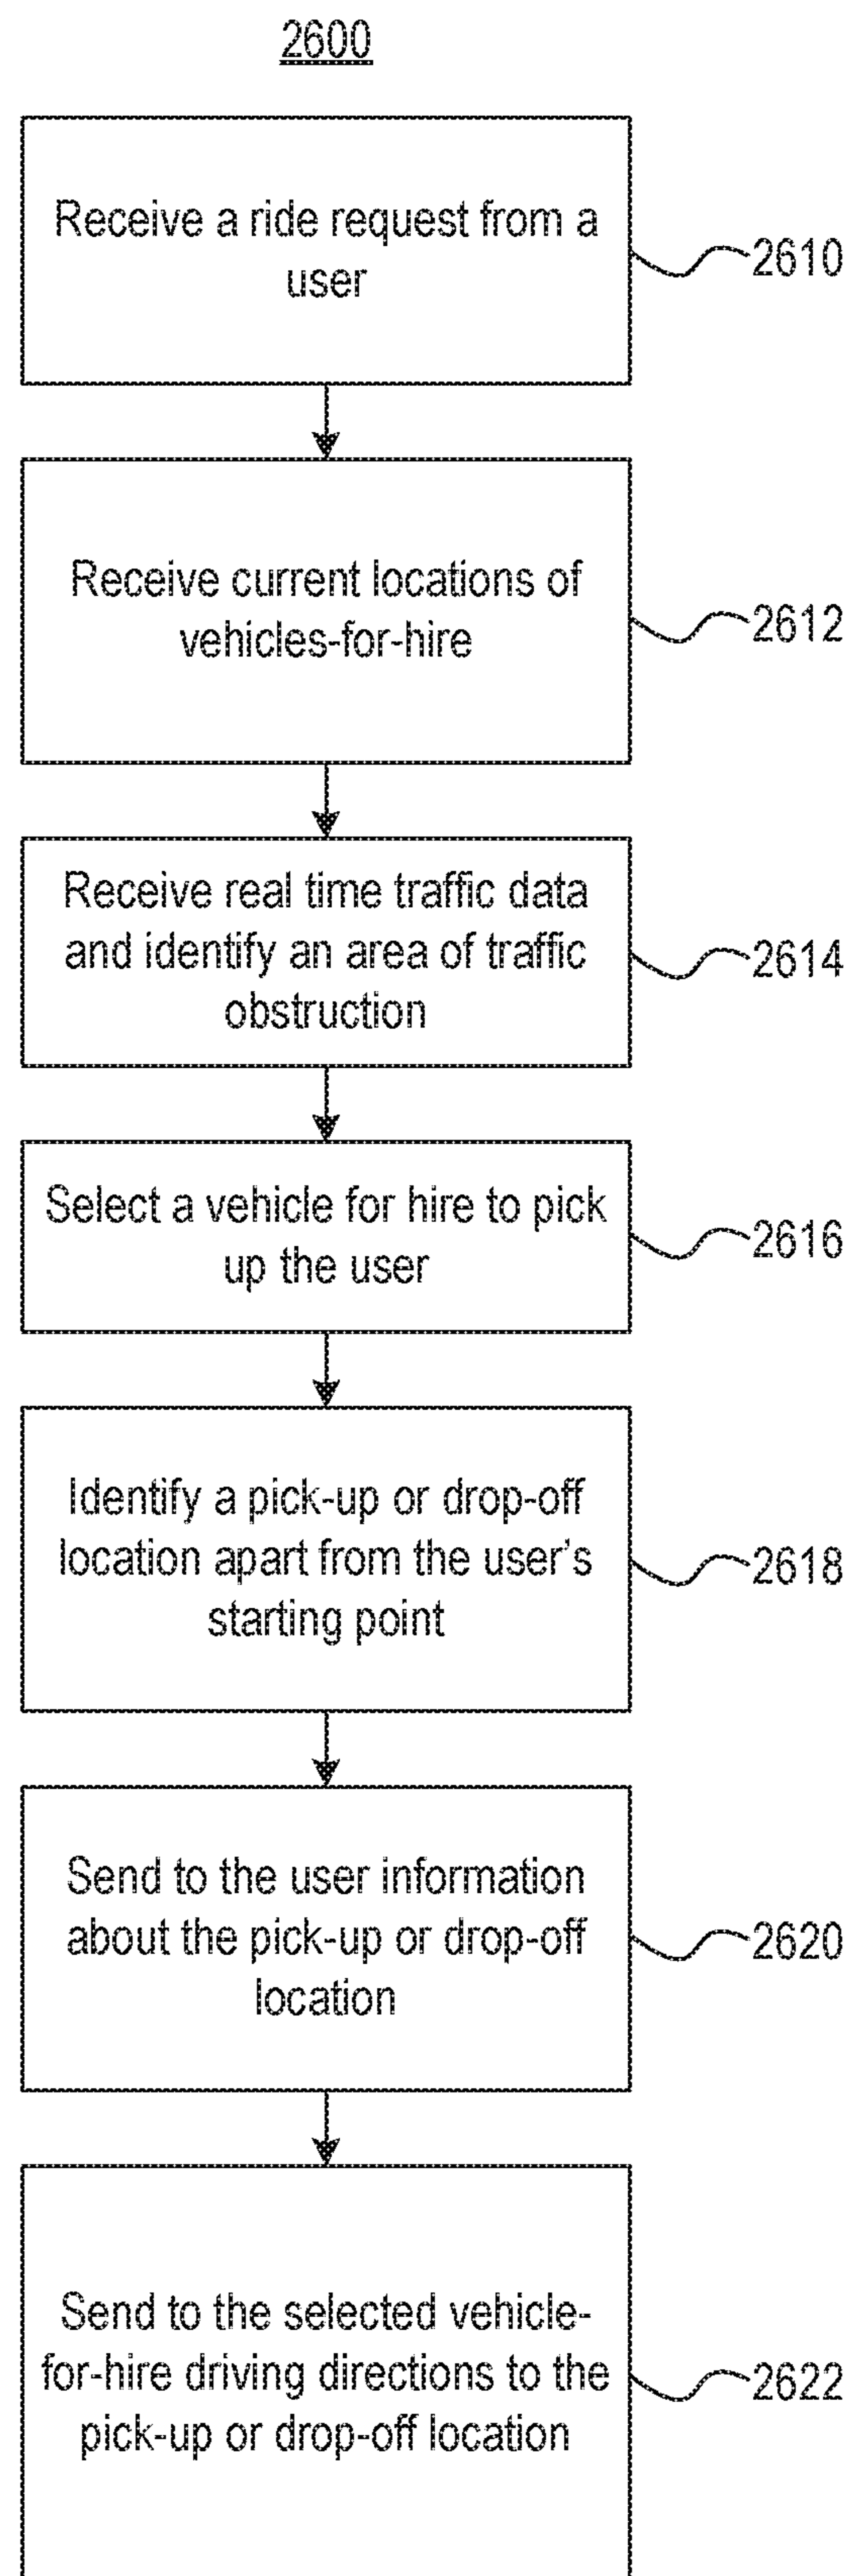 2600
Receive a ride request from a
user
2610
Receive current locations of
vehicles-for-hire
2612
Receive real time traffic data
and identify an area of traffic
obstruction
2614
Select a vehicle for hire to pick
up the user
2616
Identify a pick-up or drop-off
location apart from the user's
starting point
2618
Send to the user information
about the pick-up or drop-off
location
2620
Send to the selected vehicle-
for-hire driving directions to the
pick-up or drop-off location
2622